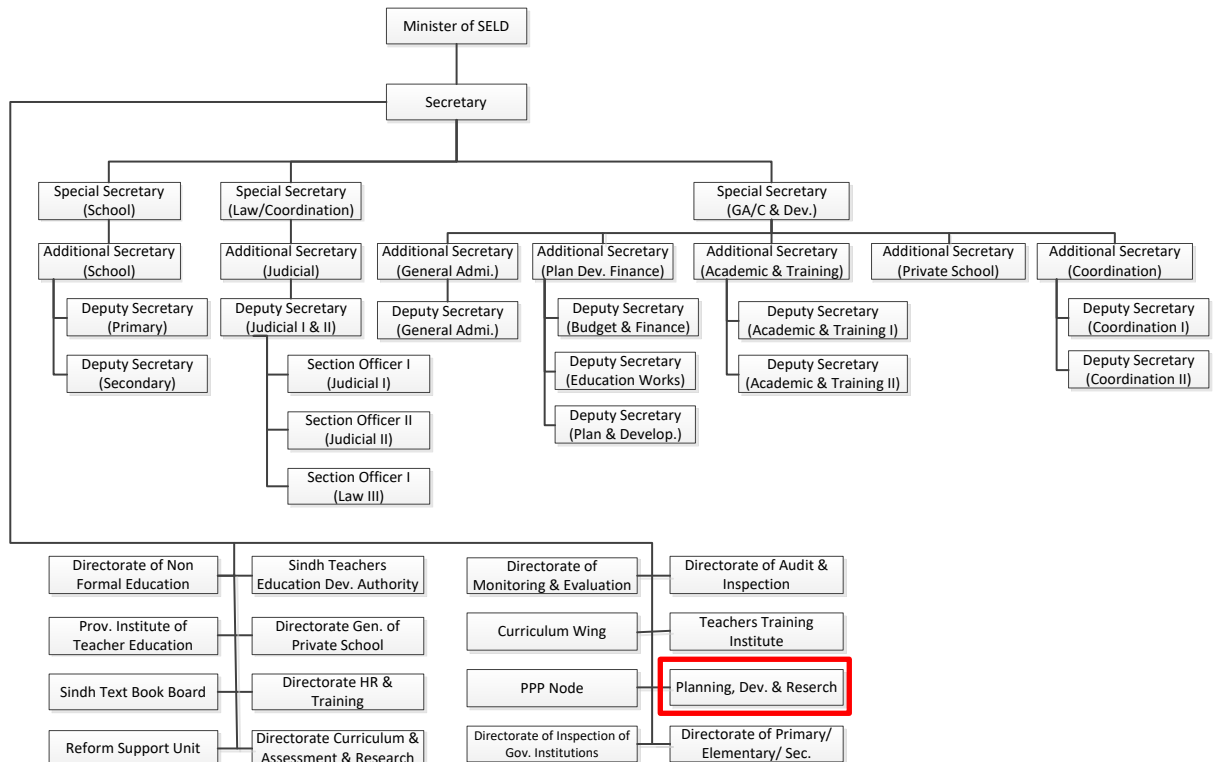 Minister of SELD
Secretary
Special Secretary
(School)
Special Secretary
(Law/Coordination)
Special Secretary
(GA/C & Dev.)
Additional Secretary
(School)
Additional Secretary
(Judicial)
Additional Secretary
(General Admi.)
Additional Secretary
(Plan Dev. Finance)
Additional Secretary
(Academic & Training)
Additional Secretary
(Private School)
Additional Secretary
(Coordination)
Deputy Secretary
(Primary)
Deputy Secretary
(Judicial I & II)
Deputy Secretary
(General Admi.)
Deputy Secretary
(Budget & Finance)
Deputy Secretary
(Academic & Training I)
Deputy Secretary
(Coordination I)
Deputy Secretary
(Secondary)
Section Officer I
(Judicial I)
Deputy Secretary
(Education Works)
Deputy Secretary
(Academic & Training II)
Deputy Secretary
(Coordination II)
Section Officer II
(Judicial II)
Deputy Secretary
(Plan & Develop.)
Section Officer I
(Law III)
Directorate of Non
Formal Education
Sindh Teachers
Education Dev. Authority
Directorate of
Monitoring & Evaluation
Directorate of Audit &
Inspection
Prov. Institute of
Teacher Education
Directorate Gen. of
Private School
Curriculum Wing
Teachers Training
Institute
Sindh Text Book Board
Directorate HR &
Training
PPP Node
Planning, Dev. & Reserch
Reform Support Unit
Directorate Curriculum &
Assessment & Research
Directorate of Inspection of
Gov. Institutions
Directorate of Primary/
Elementary/ Sec.